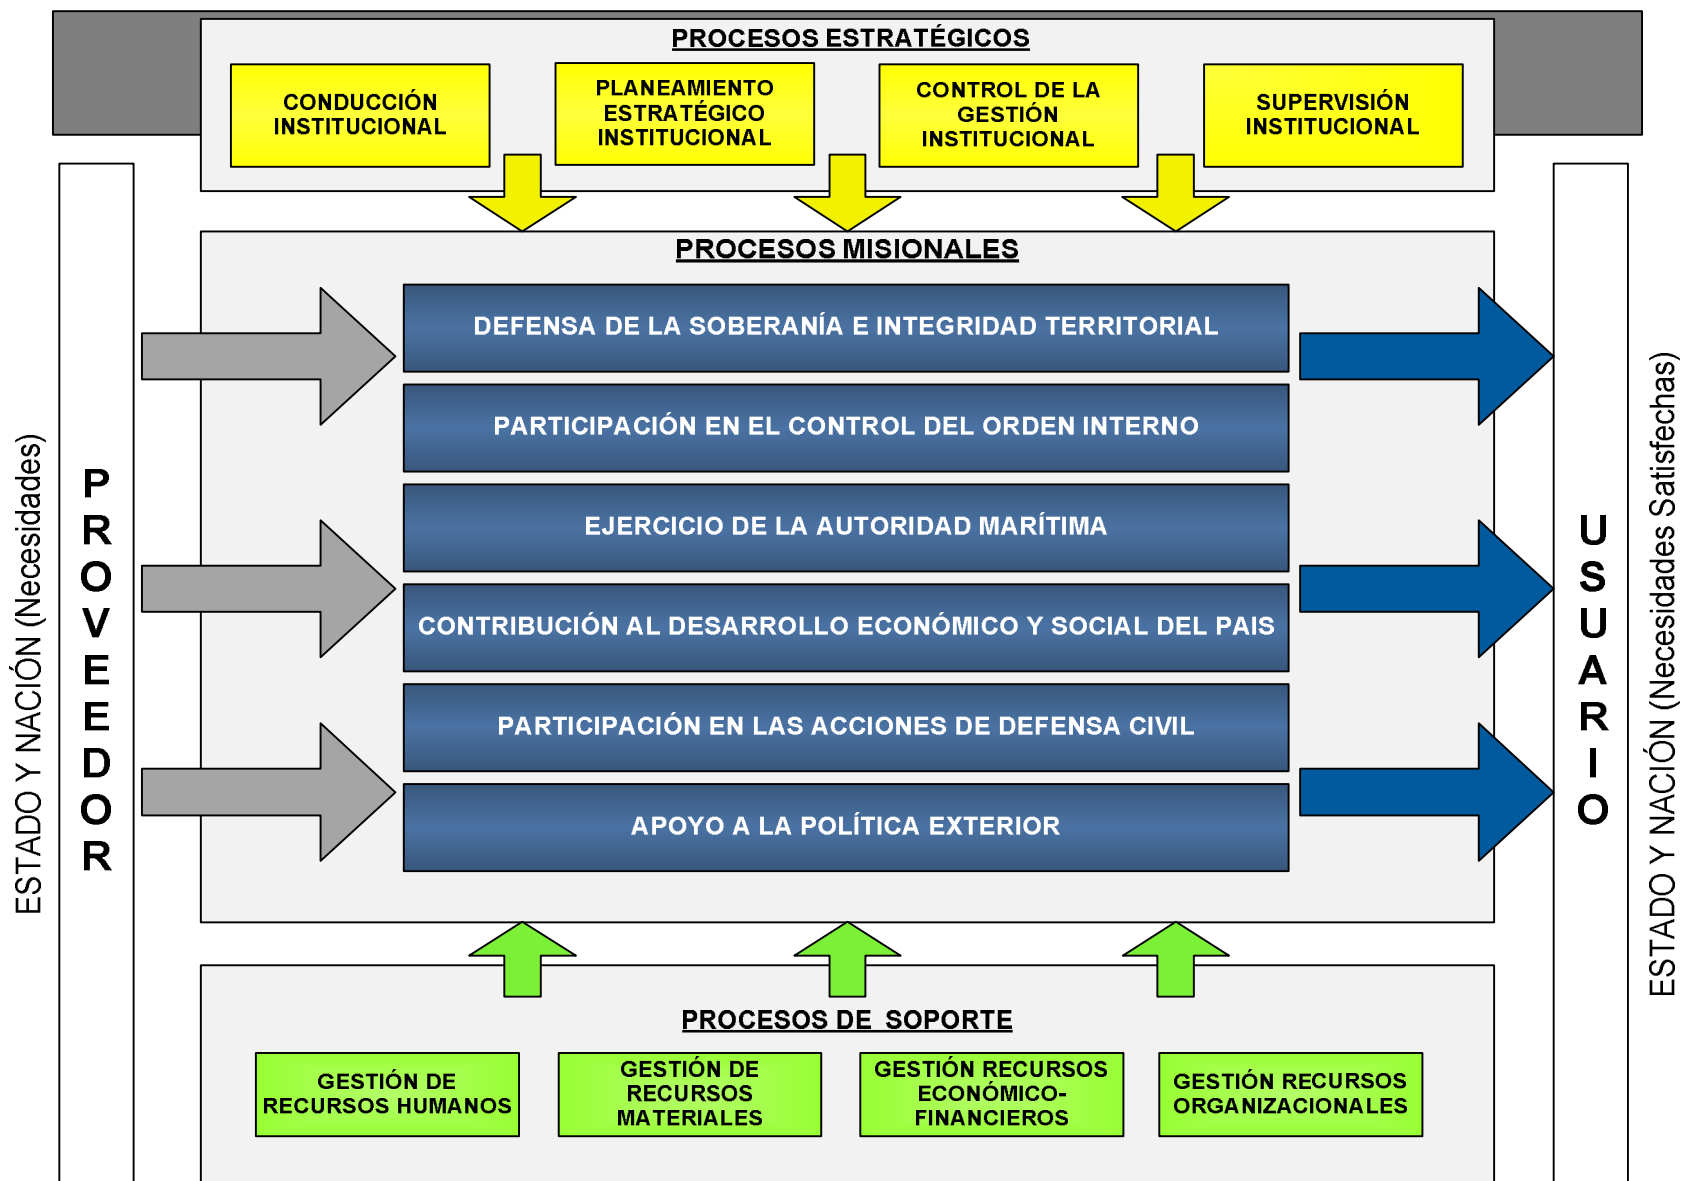 PROCESOS ESTRATÉGICOS
CONDUCCIÓN
INSTITUCIONAL
PLANEAMIENTO
ESTRATÉGICO
INSTITUCIONAL
CONTROL DE LA
GESTIÓN
INSTITUCIONAL
SUPERVISIÓN
INSTITUCIONAL
ESTADO Y NACIÓN (Necesidades)
PROVEEDOR
PROCESOS MISIONALES
DEFENSA DE LA SOBERANÍA E INTEGRIDAD TERRITORIAL
PARTICIPACIÓN EN EL CONTROL DEL ORDEN INTERNO
EJERCICIO DE LA AUTORIDAD MARÍTIMA
CONTRIBUCIÓN AL DESARROLLO ECONÓMICO Y SOCIAL DEL PAIS
PARTICIPACIÓN EN LAS ACCIONES DE DEFENSA CIVIL
APOYO A LA POLÍTICA EXTERIOR
USUARIO
ESTADO Y NACIÓN (Necesidades Satisfechas)
PROCESOS DE SOPORTE
GESTIÓN DE
RECURSOS HUMANOS
GESTIÓN DE
RECURSOS
MATERIALES
GESTIÓN RECURSOS
ECONÓMICO-
FINANCIEROS
GESTIÓN RECURSOS
ORGANIZACIONALES